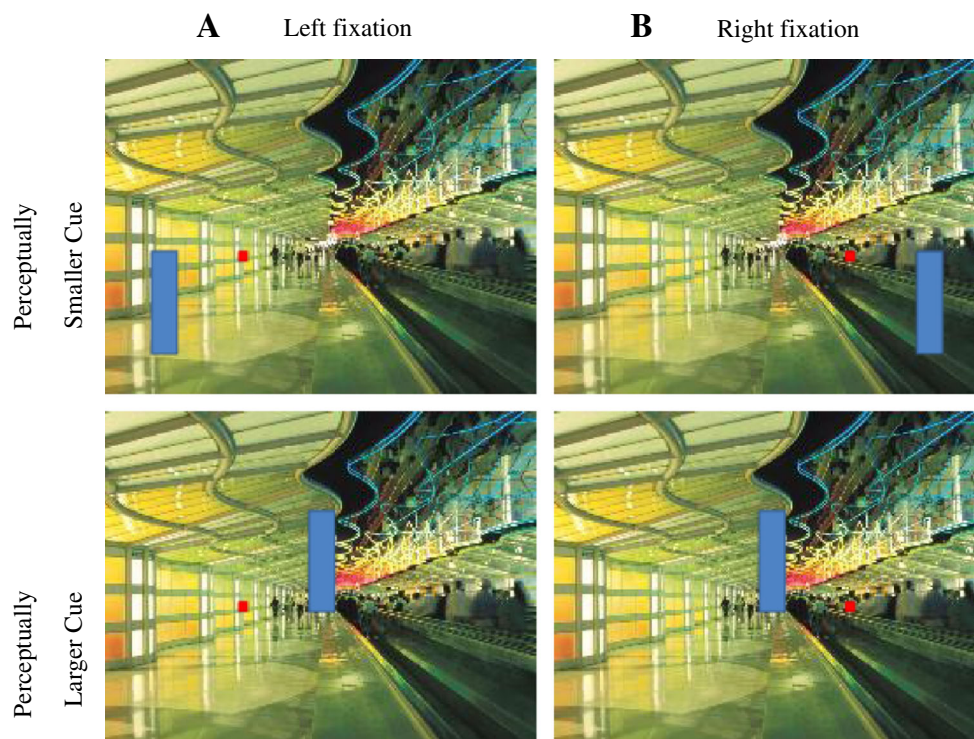 A Left fixation B Right fixation
Perceptually
Smaller Cue
Perceptually
Larger Cue